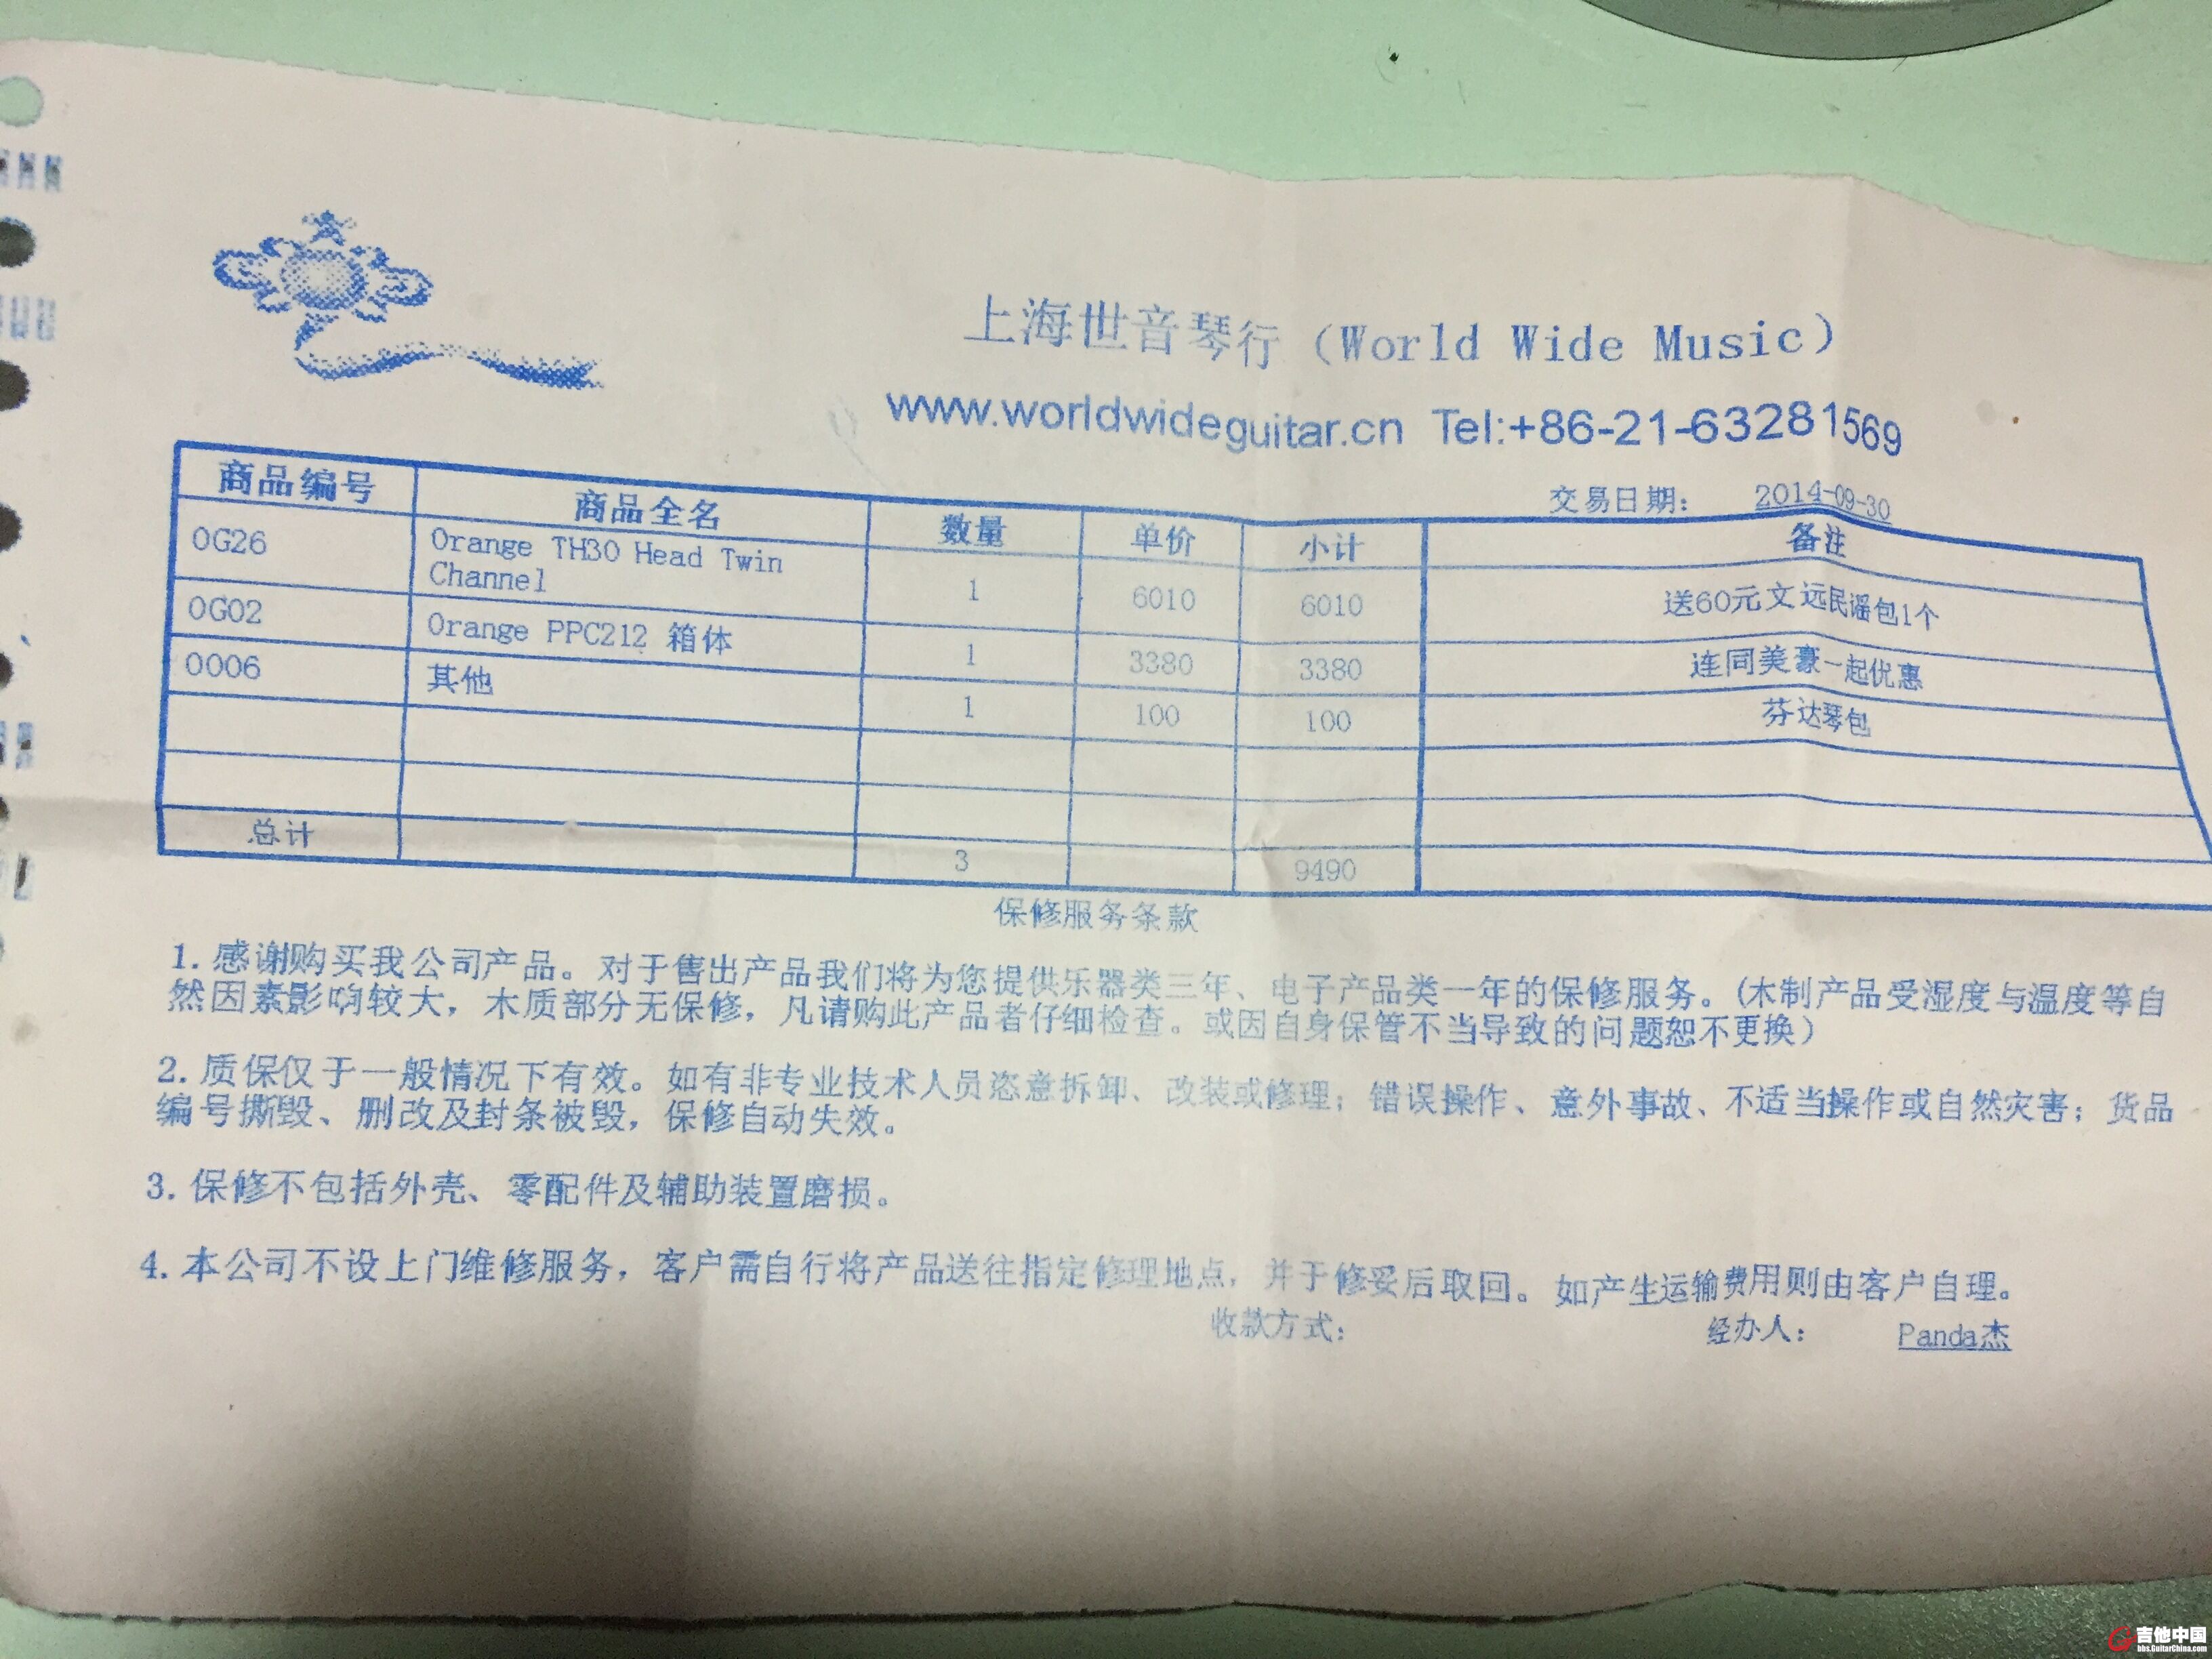 上海世音琴行（World Wide Music）
www.worldwideguitar.cn Tel:+86-21-63281569
交易日期： 2014-09-30
商品编号 商品全名 数量 单价 小计 备注
OG26 Orange TH30 Head Twin Channel 1 6010 6010 送60元文远民谣包1个
OG02 Orange PPC212 箱体 1 3380 3380 连同美豪一起优惠
0006 其他 1 100 100 芬达琴包
总计 3 9490
保修服务条款
1. 感谢购买我公司产品。对于售出产品我们将为您提供乐器类三年、电子产品类一年的保修服务。(木制产品受湿度与温度等自
然因素影响较大，木质部分无保修，凡请购此产品者仔细检查。或因自身保管不当导致的问题恕不更换）
2. 质保仅于一般情况下有效。如有非专业技术人员恣意拆卸、改装或修理；错误操作、意外事故、不适当操作或自然灾害；货品
编号撕毁、删改及封条被毁，保修自动失效。
3. 保修不包括外壳、零配件及辅助装置磨损。
4. 本公司不设上门维修服务，客户需自行将产品送往指定修理地点，并于修妥后取回。如产生运输费用则由客户自理。
收款方式： 经办人： Panda杰
吉他中国
bbs.GuitarChina.com